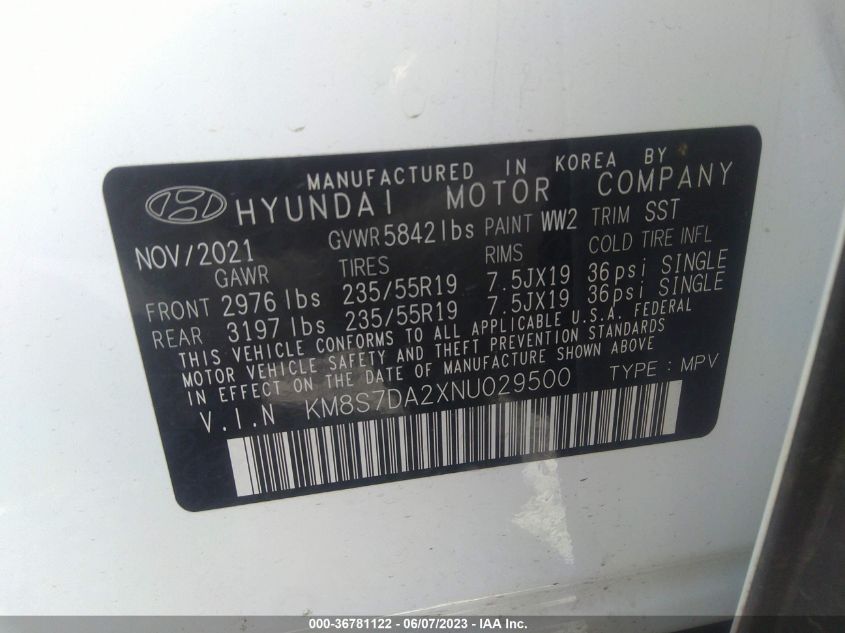 MANUFACTURED IN KOREA BY
HYUNDAI MOTOR COMPANY
NOV/2021 GVWR 5842 lbs PAINT WW2 TRIM SST
GAWR TIRES RIMS COLD TIRE INFL
FRONT 2976 lbs 235/55R19 7.5JX19 36psi SINGLE
REAR 3197 lbs 235/55R19 7.5JX19 36psi SINGLE
THIS VEHICLE CONFORMS TO ALL APPLICABLE U.S.A. FEDERAL
MOTOR VEHICLE SAFETY AND THEFT PREVENTION STANDARDS
IN EFFECT ON THE DATE OF MANUFACTURE SHOWN ABOVE
V.I.N KM8S7DA2XNU029500 TYPE : MPV
000-36781122 - 06/07/2023 - IAA Inc.